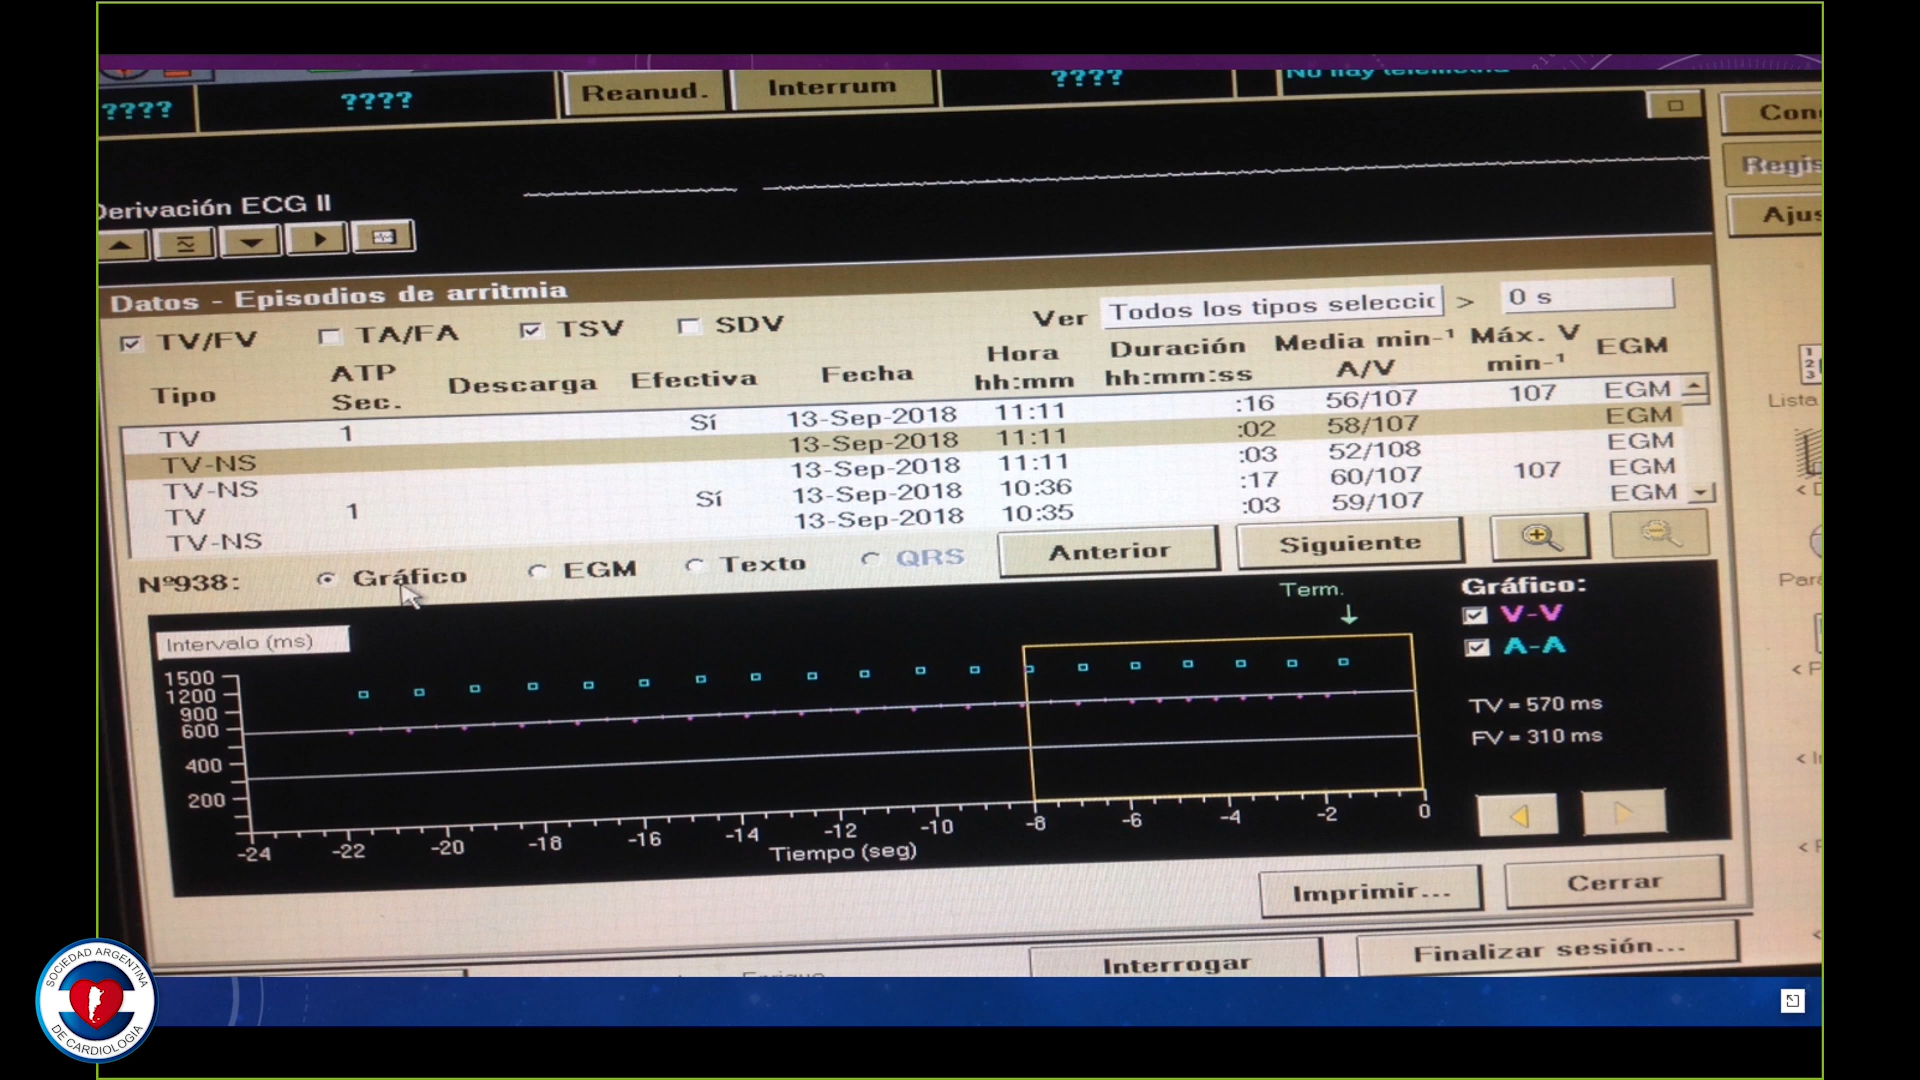 ????
????
Reanud.
Interrum
????
Derivación ECG II
Datos - Episodios de arritmia
TV/FV TA/FA TSV SDV Ver Todos los tipos selecci > 0 s
Tipo ATP Sec. Descarga Efectiva Fecha Hora hh:mm Duración hh:mm:ss Media min-¹ A/V Máx. V min-¹ EGM
TV 1 Sí 13-Sep-2018 11:11 :16 56/107 107 EGM
TV-NS 13-Sep-2018 11:11 :02 58/107 EGM
TV-NS 13-Sep-2018 11:11 :03 52/108 EGM
TV 1 Sí 13-Sep-2018 10:36 :17 60/107 107 EGM
TV-NS 13-Sep-2018 10:35 :03 59/107 EGM
Nº938: Gráfico EGM Texto QRS Anterior Siguiente
Term.
Gráfico:
V-V
A-A
TV = 570 ms
FV = 310 ms
Intervalo (ms)
1500
1200
900
600
400
200
-24 -22 -20 -18 -16 -14 -12 -10 -8 -6 -4 -2 0
Tiempo (seg)
Imprimir... Cerrar
Interrogar Finalizar sesión...
Lista
SOCIEDAD ARGENTINA
DE CARDIOLOGÍA